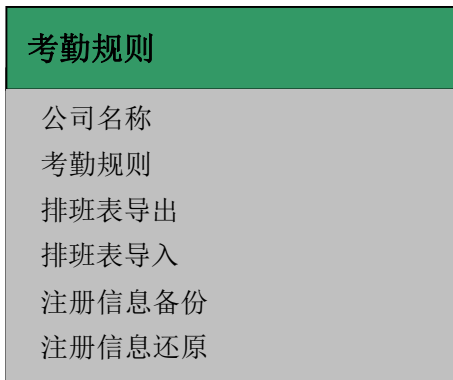 考勤规则
公司名称
考勤规则
排班表导出
排班表导入
注册信息备份
注册信息还原